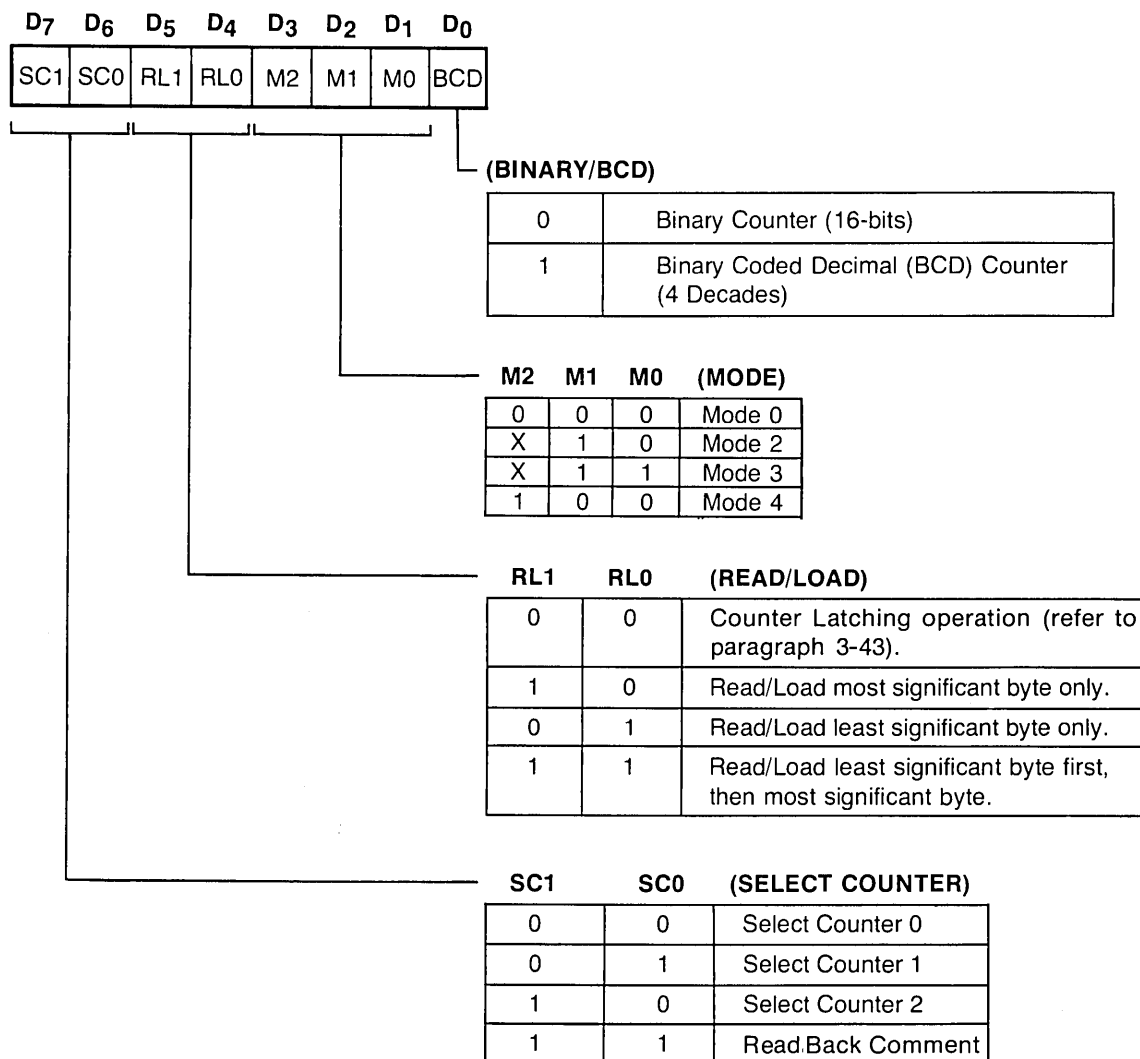 D7 D6 D5 D4 D3 D2 D1 D0
SC1 SC0 RL1 RL0 M2 M1 M0 BCD
(BINARY/BCD)
0 Binary Counter (16-bits)
1 Binary Coded Decimal (BCD) Counter
(4 Decades)
M2 M1 M0 (MODE)
0 0 0 Mode 0
X 1 0 Mode 2
X 1 1 Mode 3
1 0 0 Mode 4
RL1 RL0 (READ/LOAD)
0 0 Counter Latching operation (refer to
paragraph 3-43).
1 0 Read/Load most significant byte only.
0 1 Read/Load least significant byte only.
1 1 Read/Load least significant byte first,
then most significant byte.
SC1 SC0 (SELECT COUNTER)
0 0 Select Counter 0
0 1 Select Counter 1
1 0 Select Counter 2
1 1 Read Back Comment